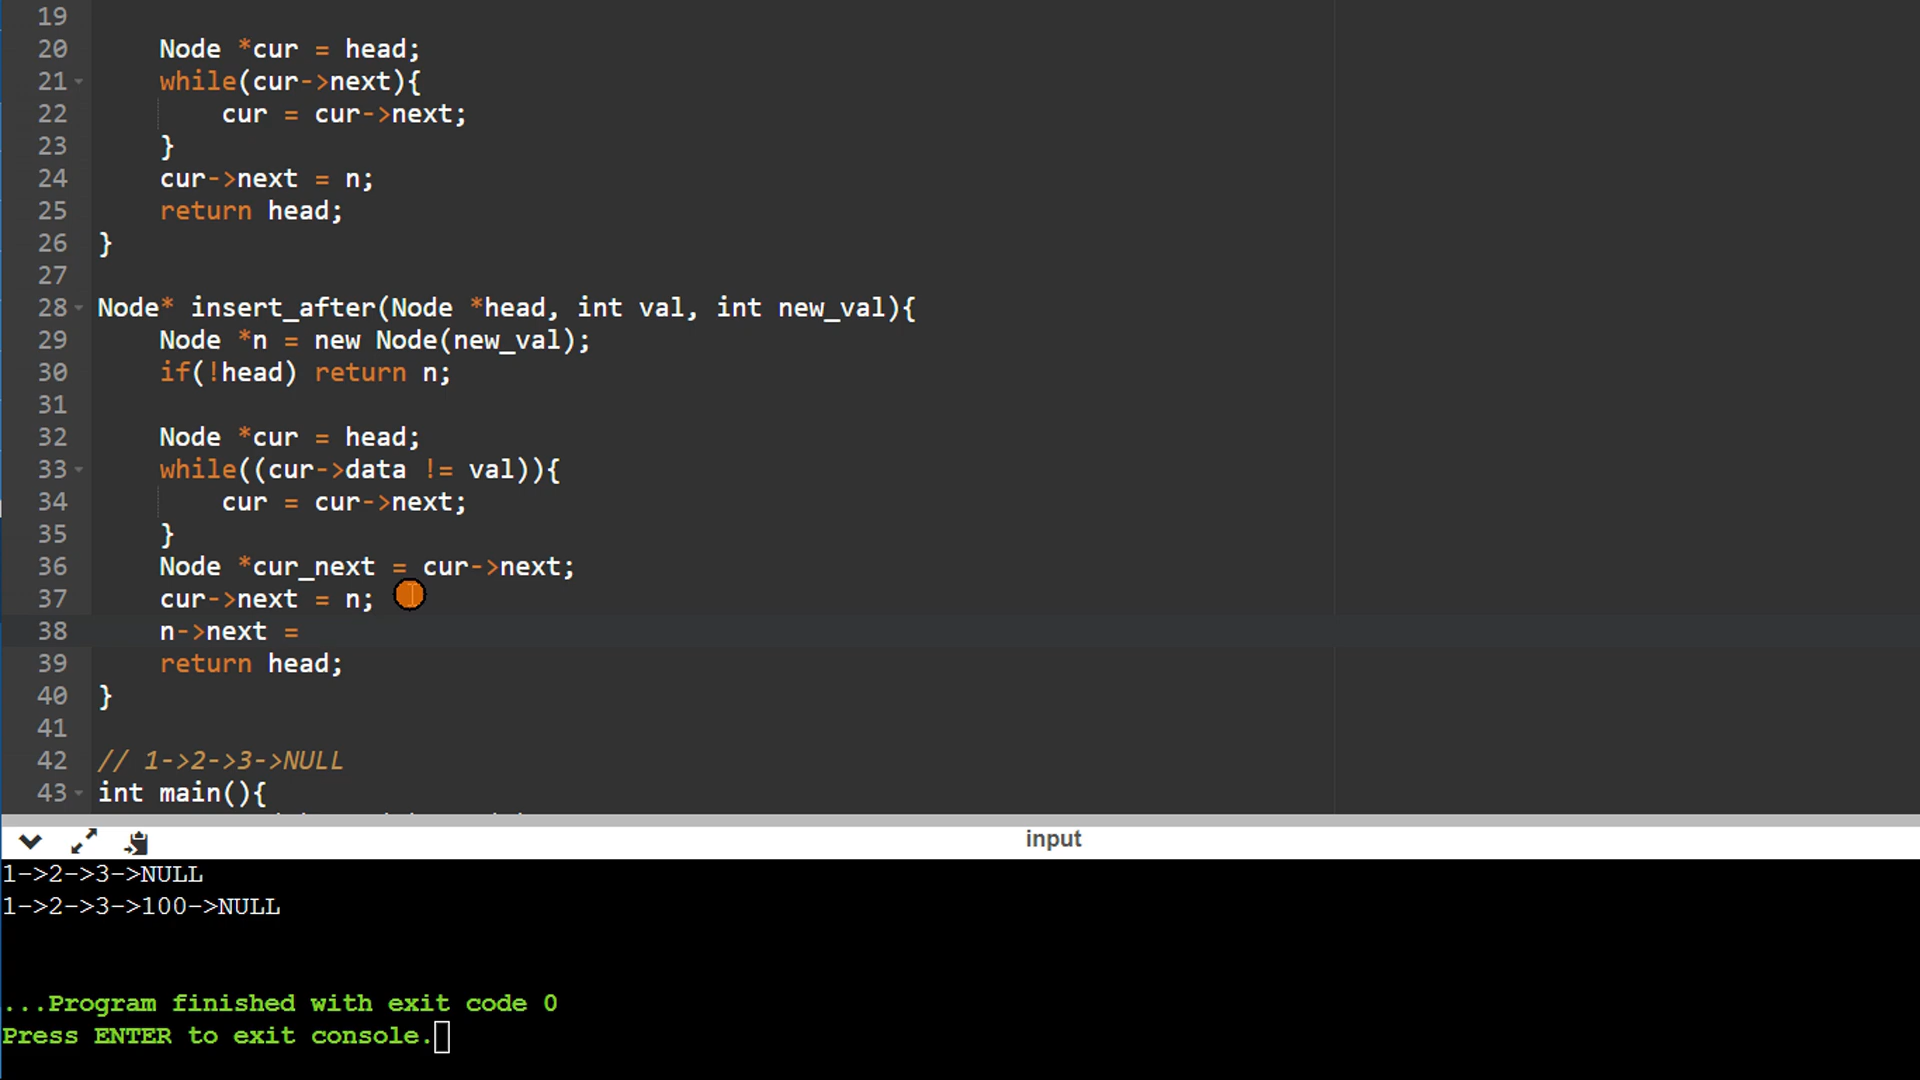 19
20 Node *cur = head;
21 while(cur->next){
22 cur = cur->next;
23 }
24 cur->next = n;
25 return head;
26 }
27
28 Node* insert_after(Node *head, int val, int new_val){
29 Node *n = new Node(new_val);
30 if(!head) return n;
31
32 Node *cur = head;
33 while((cur->data != val)){
34 cur = cur->next;
35 }
36 Node *cur_next = cur->next;
37 cur->next = n;
38 n->next =
39 return head;
40 }
41
42 // 1->2->3->NULL
43 int main(){
input
1->2->3->NULL
1->2->3->100->NULL
...Program finished with exit code 0
Press ENTER to exit console.